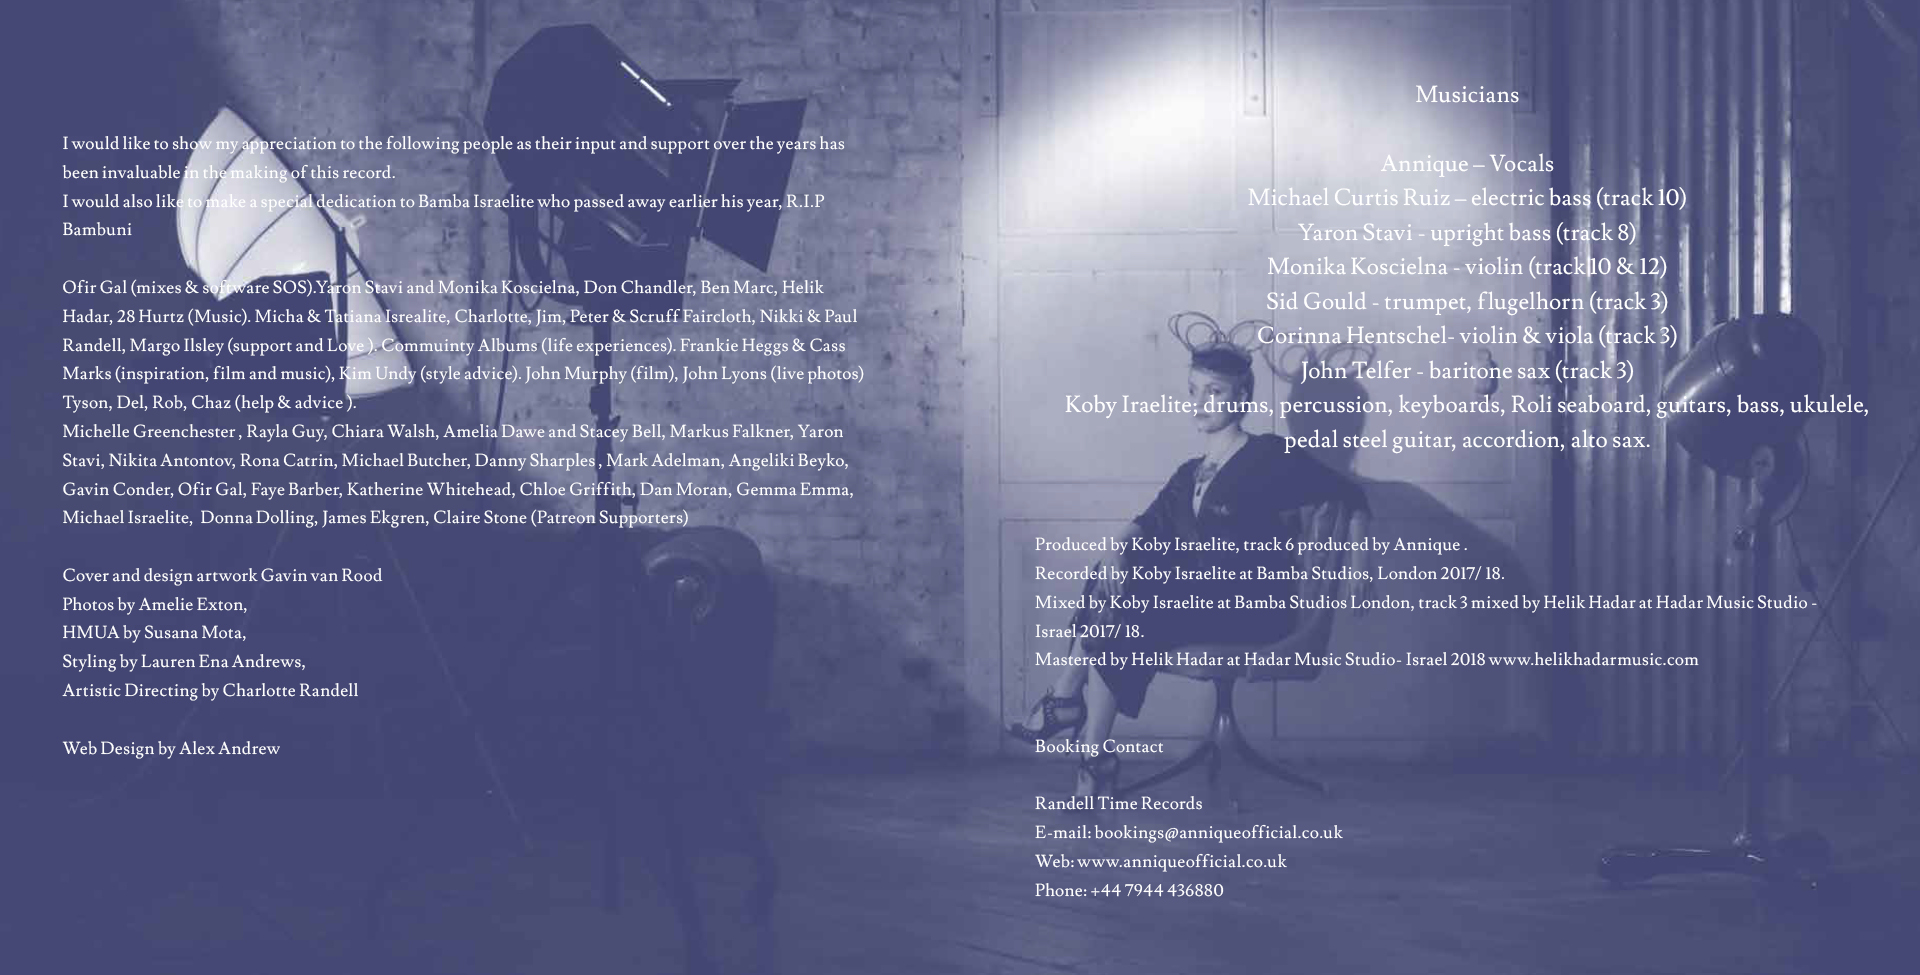 I would like to show my appreciation to the following people as their input and support over the years has
been invaluable in the making of this record.
I would also like to make a special dedication to Bamba Israelite who passed away earlier his year, R.I.P
Bambuni
Ofir Gal (mixes & software SOS).Yaron Stavi and Monika Koscielna, Don Chandler, Ben Marc, Helik
Hadar, 28 Hurtz (Music). Micha & Tatiana Isrealite, Charlotte, Jim, Peter & Scruff Faircloth, Nikki & Paul
Randell, Margo Ilsley (support and Love ). Commuinty Albums (life experiences). Frankie Heggs & Cass
Marks (inspiration, film and music), Kim Undy (style advice). John Murphy (film), John Lyons (live photos)
Tyson, Del, Rob, Chaz (help & advice ).
Michelle Greenchester , Rayla Guy, Chiara Walsh, Amelia Dawe and Stacey Bell, Markus Falkner, Yaron
Stavi, Nikita Antontov, Rona Catrin, Michael Butcher, Danny Sharples , Mark Adelman, Angeliki Beyko,
Gavin Conder, Ofir Gal, Faye Barber, Katherine Whitehead, Chloe Griffith, Dan Moran, Gemma Emma,
Michael Israelite,  Donna Dolling, James Ekgren, Claire Stone (Patreon Supporters)
Cover and design artwork Gavin van Rood
Photos by Amelie Exton,
HMUA by Susana Mota,
Styling by Lauren Ena Andrews,
Artistic Directing by Charlotte Randell
Web Design by Alex Andrew
Musicians
Annique – Vocals
Michael Curtis Ruiz – electric bass (track 10)
Yaron Stavi - upright bass (track 8)
Monika Koscielna - violin (track 10 & 12)
Sid Gould - trumpet, flugelhorn (track 3)
Corinna Hentschel- violin & viola (track 3)
John Telfer - baritone sax (track 3)
Koby Iraelite; drums, percussion, keyboards, Roli seaboard, guitars, bass, ukulele,
pedal steel guitar, accordion, alto sax.
Produced by Koby Israelite, track 6 produced by Annique .
Recorded by Koby Israelite at Bamba Studios, London 2017/ 18.
Mixed by Koby Israelite at Bamba Studios London, track 3 mixed by Helik Hadar at Hadar Music Studio -
Israel 2017/ 18.
Mastered by Helik Hadar at Hadar Music Studio- Israel 2018 www.helikhadarmusic.com
Booking Contact
Randell Time Records
E-mail: bookings@anniqueofficial.co.uk
Web: www.anniqueofficial.co.uk
Phone: +44 7944 436880